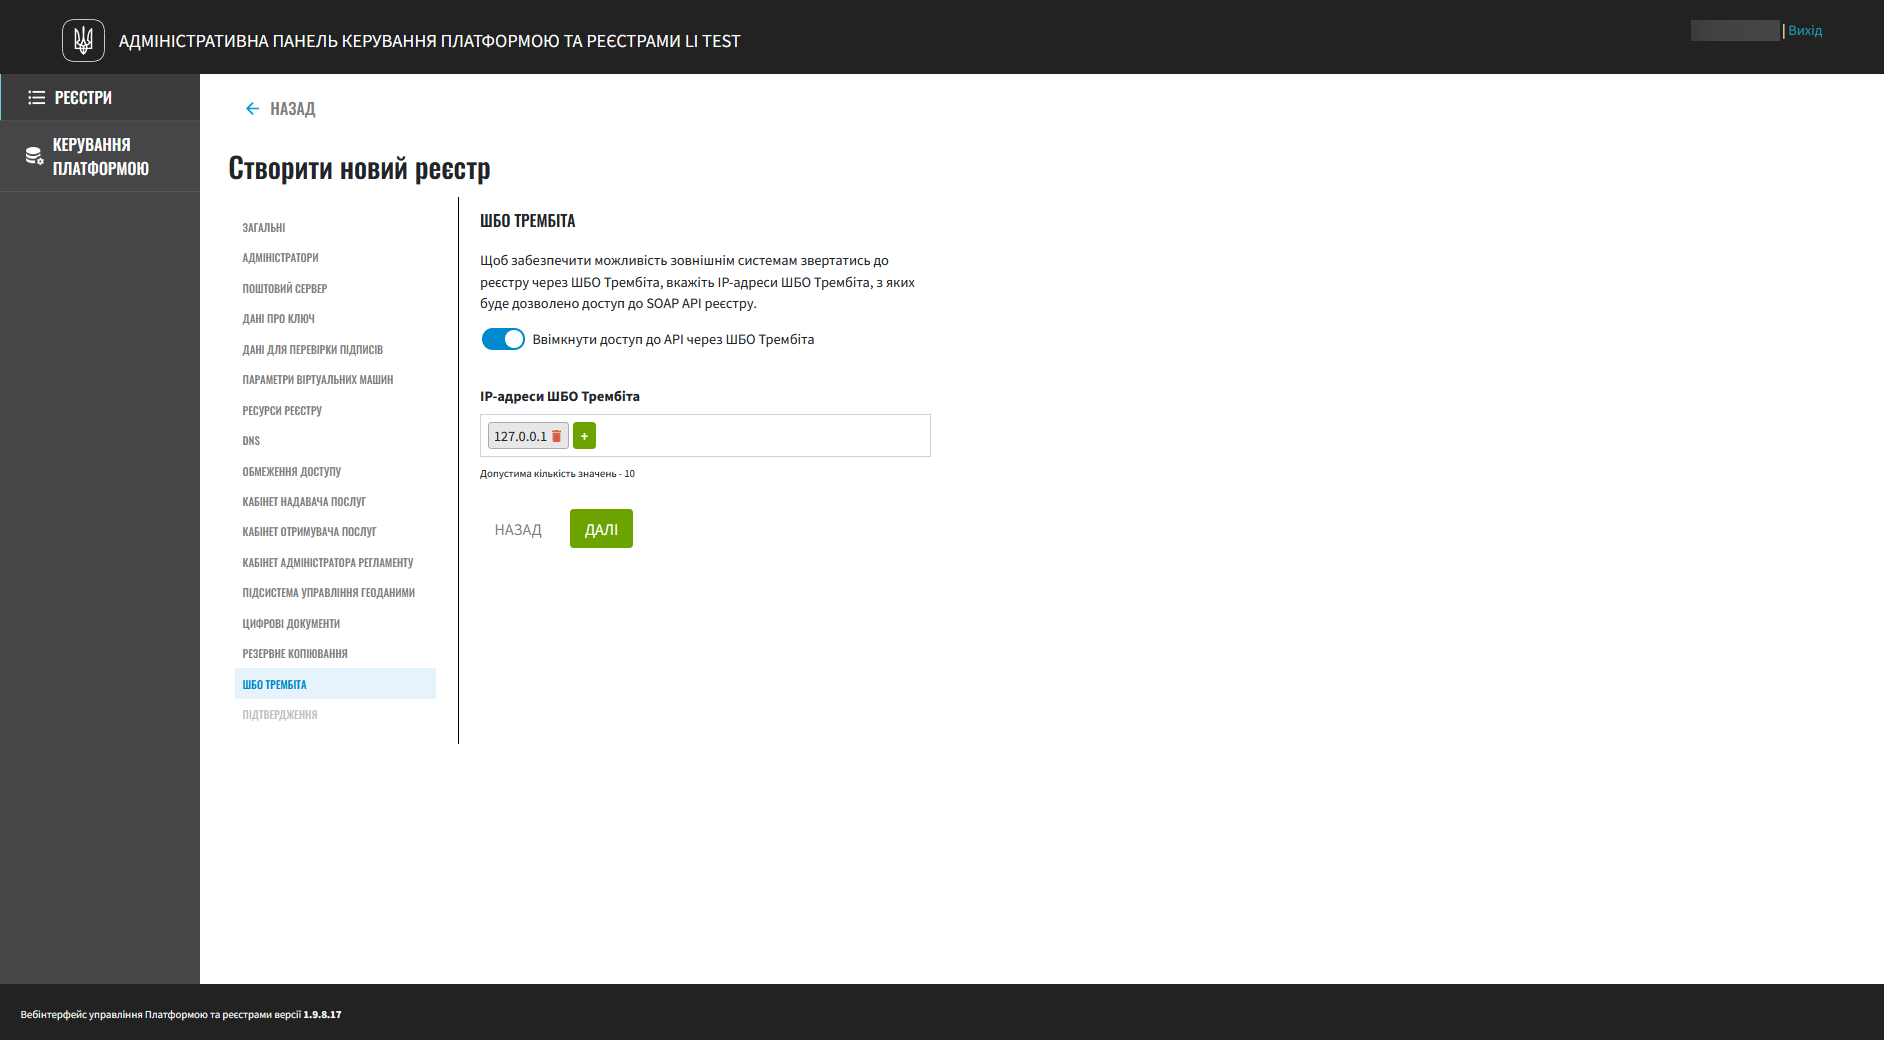 АДМІНІСТРАТИВНА ПАНЕЛЬ КЕРУВАННЯ ПЛАТФОРМОЮ ТА РЕЄСТРАМИ LI TEST
| Вихід
РЕЄСТРИ
КЕРУВАННЯ
ПЛАТФОРМОЮ
НАЗАД
Створити новий реєстр
ЗАГАЛЬНІ
АДМІНІСТРАТОРИ
ПОШТОВИЙ СЕРВЕР
ДАНІ ПРО КЛЮЧ
ДАНІ ДЛЯ ПЕРЕВІРКИ ПІДПИСІВ
ПАРАМЕТРИ ВІРТУАЛЬНИХ МАШИН
РЕСУРСИ РЕЄСТРУ
DNS
ОБМЕЖЕННЯ ДОСТУПУ
КАБІНЕТ НАДАВАЧА ПОСЛУГ
КАБІНЕТ ОТРИМУВАЧА ПОСЛУГ
КАБІНЕТ АДМІНІСТРАТОРА РЕГЛАМЕНТУ
ПІДСИСТЕМА УПРАВЛІННЯ ГЕОДАНИМИ
ЦИФРОВІ ДОКУМЕНТИ
РЕЗЕРВНЕ КОПІЮВАННЯ
ШБО ТРЕМБІТА
ПІДТВЕРДЖЕННЯ
ШБО ТРЕМБІТА
Щоб забезпечити можливість зовнішнім системам звертатись до
реєстру через ШБО Трембіта, вкажіть IP-адреси ШБО Трембіта, з яких
буде дозволено доступ до SOAP API реєстру.
Ввімкнути доступ до API через ШБО Трембіта
IP-адреси ШБО Трембіта
127.0.0.1 +
Допустима кількість значень - 10
НАЗАД ДАЛІ
Вебінтерфейс управління Платформою та реєстрами версії 1.9.8.17